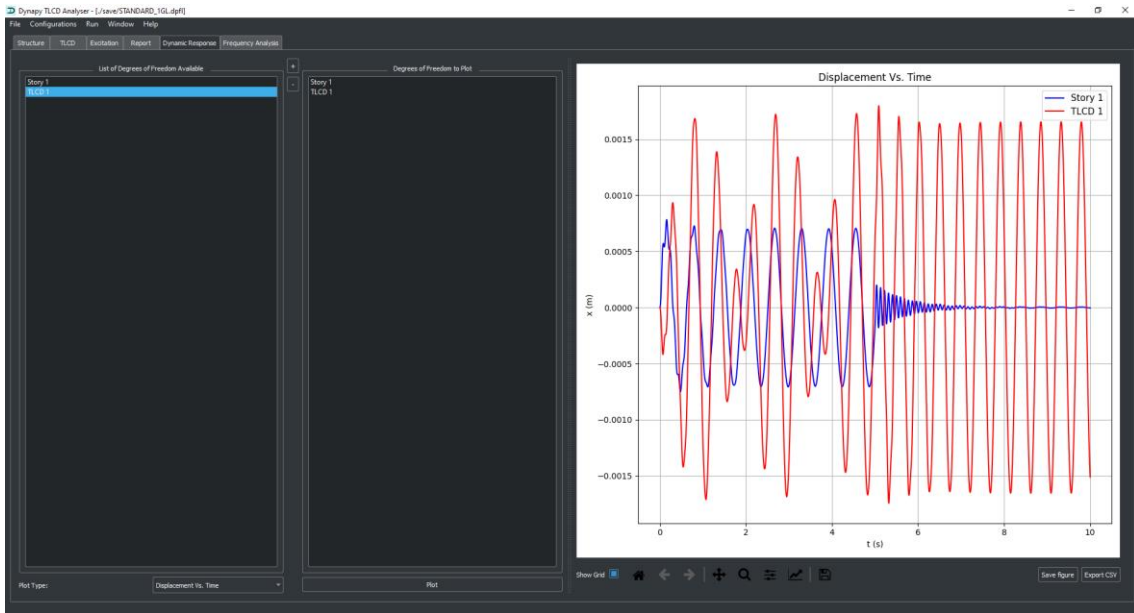 Dynapy TLCD Analyser - [./save/STANDARD_1GL.dpfl]
File Configurations Run Window Help
Structure TLCD Excitation Report Dynamic Response Frequency Analysis
List of Degrees of Freedom Available
Story 1
TLCD 1
+
-
Degrees of Freedom to Plot
Story 1
TLCD 1
Displacement Vs. Time
Story 1
TLCD 1
0.0015
0.0010
0.0005
0.0000
−0.0005
−0.0010
−0.0015
x (m)
0 2 4 6 8 10
t (s)
Plot Type: Displacement Vs. Time
Plot
Show Grid
Save figure Export CSV